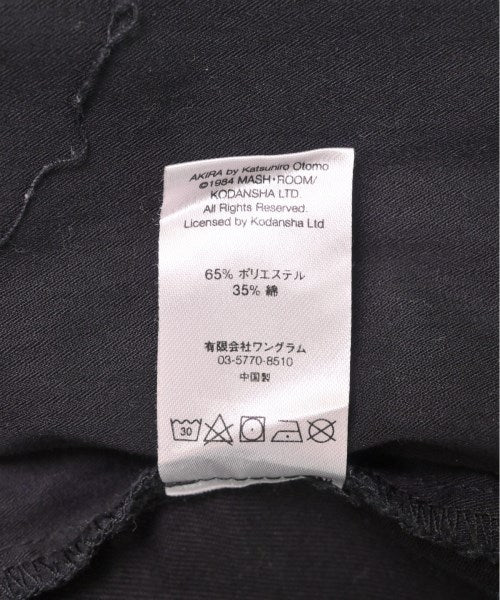 AKIRA by Katsuhiro Otomo
©1984 MASH・ROOM/
KODANSHA LTD.
All Rights Reserved.
Licensed by Kodansha Ltd
65% ポリエステル
35% 綿
有限会社ワングラム
03-5770-8510
中国製
30